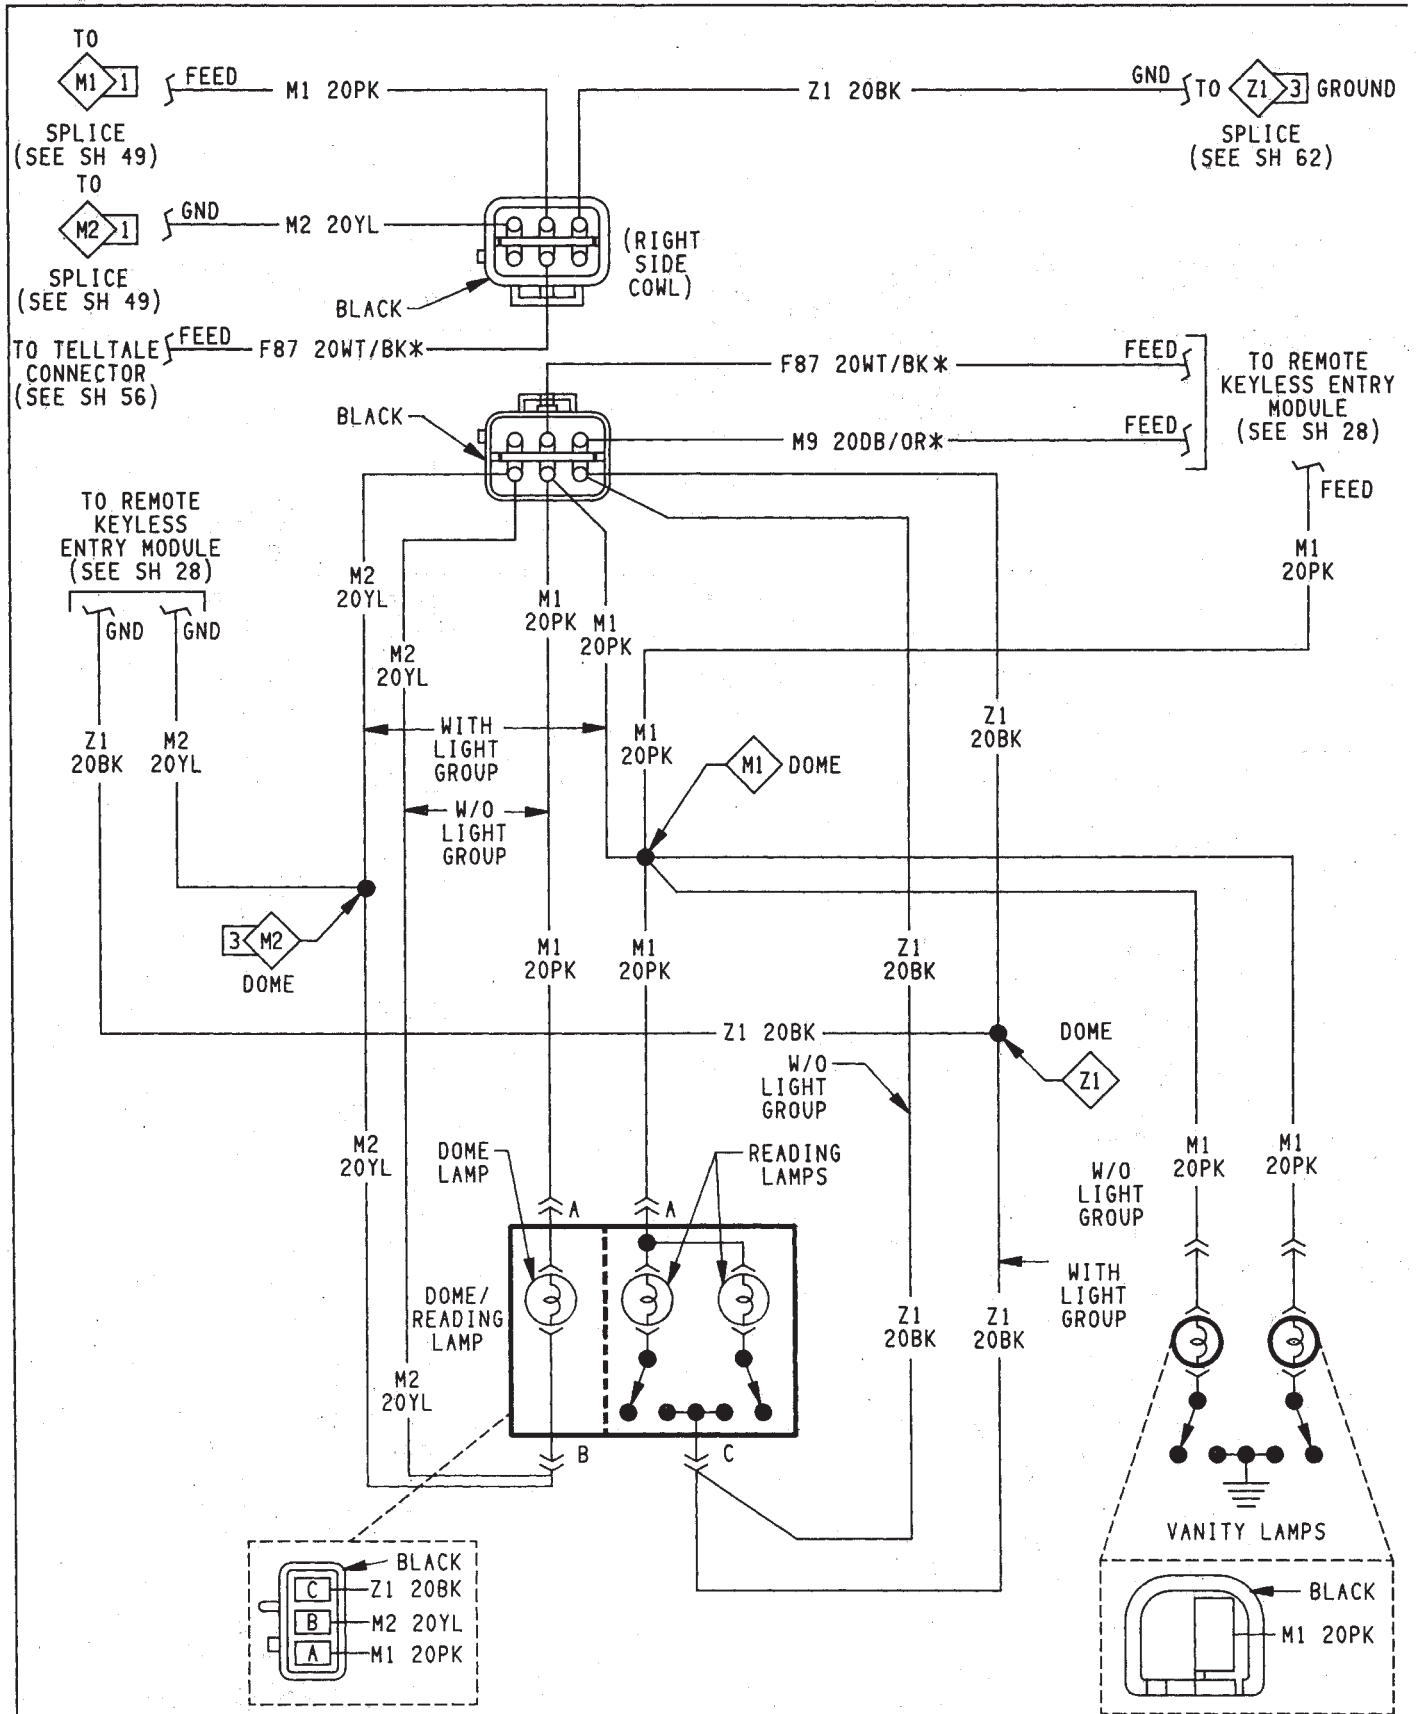 TO
M1 1
FEED
M1 20PK
Z1 20BK
GND
TO Z1 3 GROUND
SPLICE
(SEE SH 49)
SPLICE
(SEE SH 62)
TO
M2 1
GND
M2 20YL
SPLICE
(SEE SH 49)
(RIGHT
SIDE
COWL)
BLACK
TO TELLTALE
CONNECTOR
(SEE SH 56)
FEED
F87 20WT/BK*
F87 20WT/BK*
FEED
TO REMOTE
KEYLESS ENTRY
MODULE
(SEE SH 28)
BLACK
M9 20DB/OR*
FEED
FEED
TO REMOTE
KEYLESS
ENTRY MODULE
(SEE SH 28)
GND
GND
M2
20YL
M1
20PK
M1
20PK
M1
20PK
M2
20YL
Z1
20BK
M2
20YL
WITH
LIGHT
GROUP
M1
20PK
M1 DOME
Z1
20BK
W/O
LIGHT
GROUP
3 M2
DOME
M1
20PK
M1
20PK
Z1
20BK
Z1 20BK
DOME
Z1
W/O
LIGHT
GROUP
M2
20YL
DOME
LAMP
READING
LAMPS
W/O
LIGHT
GROUP
M1
20PK
M1
20PK
A
A
WITH
LIGHT
GROUP
DOME/
READING
LAMP
Z1
20BK
Z1
20BK
M2
20YL
B
C
VANITY LAMPS
BLACK
C Z1 20BK
B M2 20YL
A M1 20PK
BLACK
M1 20PK